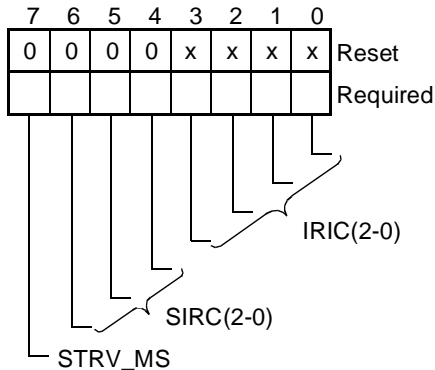 7 6 5 4 3 2 1 0
0 0 0 0 x x x x Reset
Required
IRIC(2-0)
SIRC(2-0)
STRV_MS